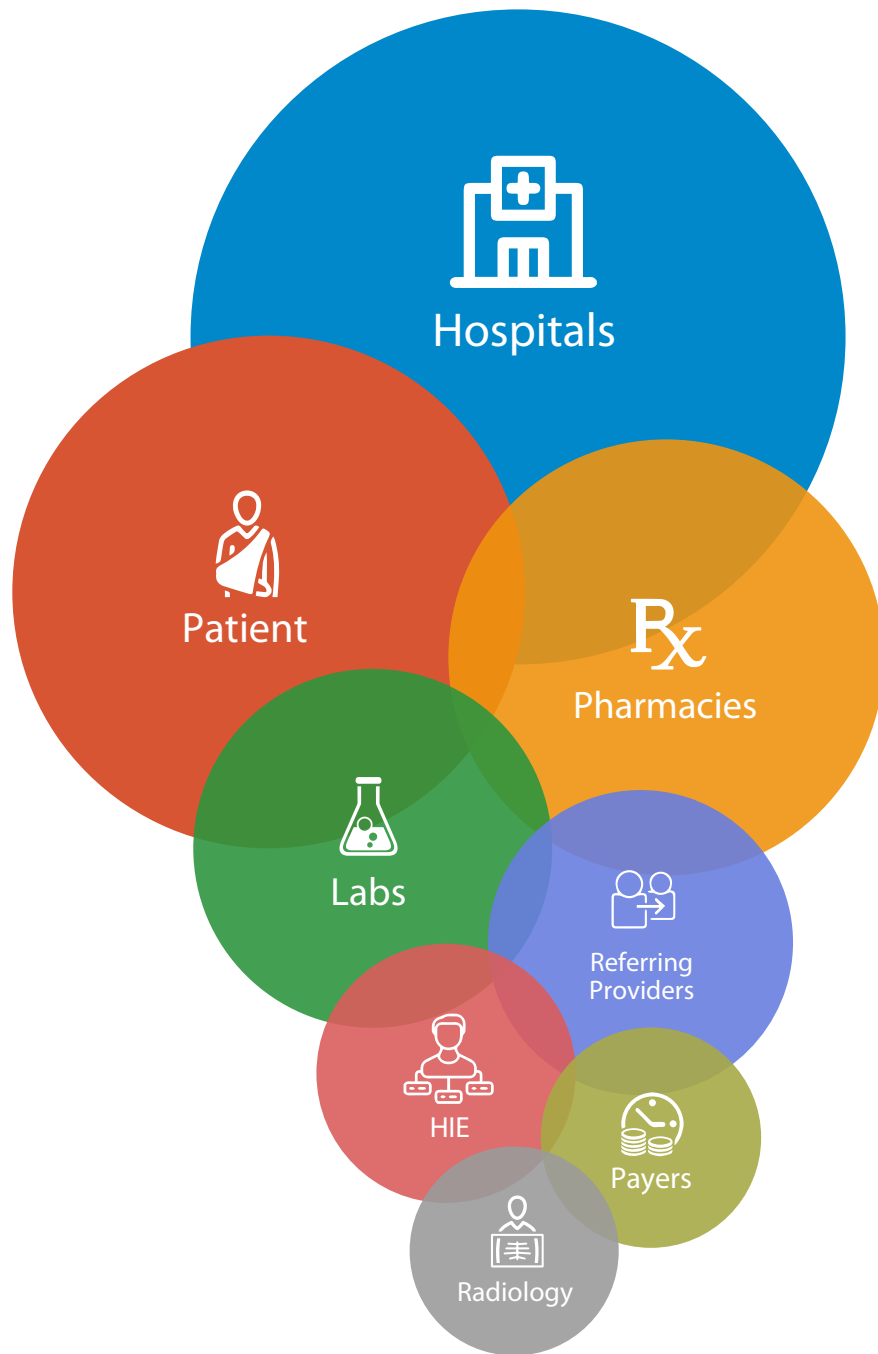 Hospitals
Patient
Rx
Pharmacies
Labs
Referring
Providers
HIE
Payers
Radiology